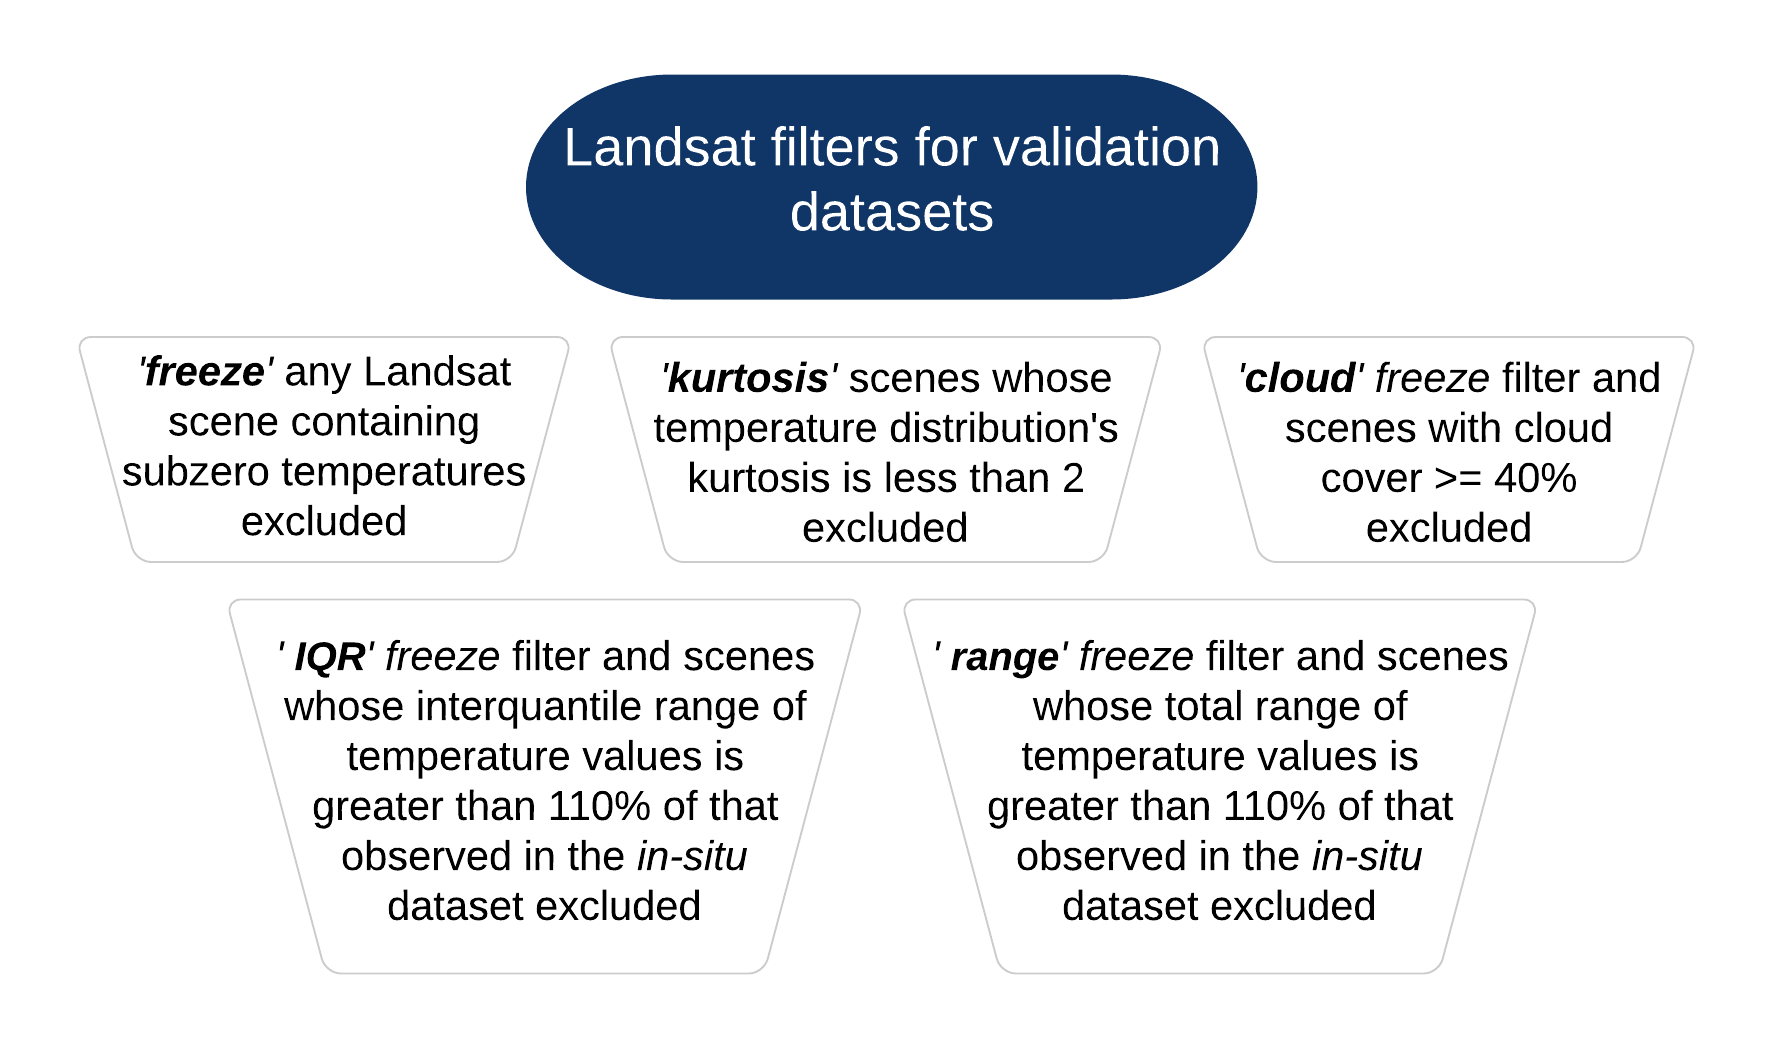 Landsat filters for validation
datasets
'freeze' any Landsat
scene containing
subzero temperatures
excluded
'kurtosis' scenes whose
temperature distribution's
kurtosis is less than 2
excluded
'cloud' freeze filter and
scenes with cloud
cover >= 40%
excluded
' IQR' freeze filter and scenes
whose interquantile range of
temperature values is
greater than 110% of that
observed in the in-situ
dataset excluded
' range' freeze filter and scenes
whose total range of
temperature values is
greater than 110% of that
observed in the in-situ
dataset excluded